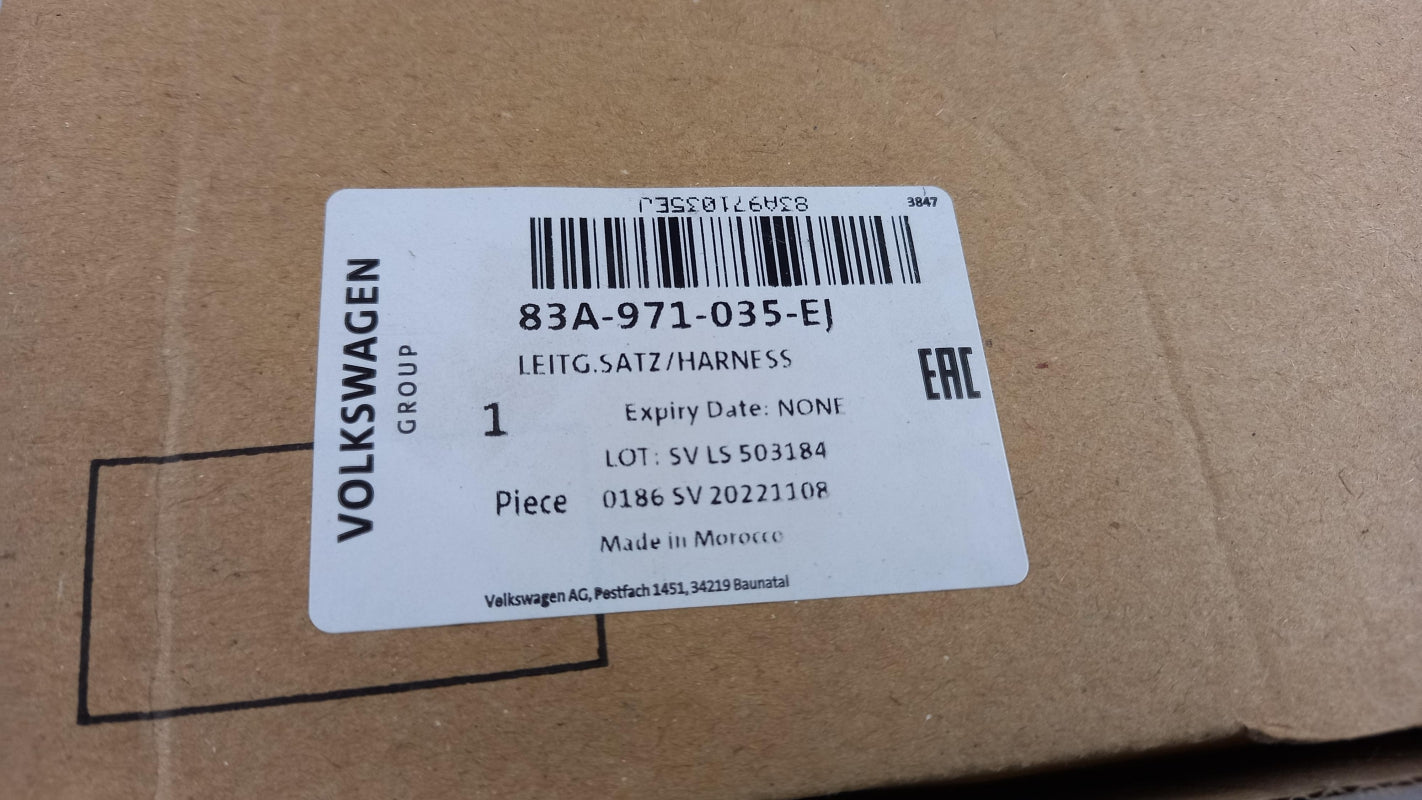 83A971035EJ
3847
VOLKSWAGEN
GROUP
83A-971-035-EJ
LEITG.SATZ/HARNESS
EAC
1
Expiry Date: NONE
LOT: SV LS 503184
Piece
0186 SV 20221108
Made in Morocco
Volkswagen AG, Postfach 1451, 34219 Baunatal